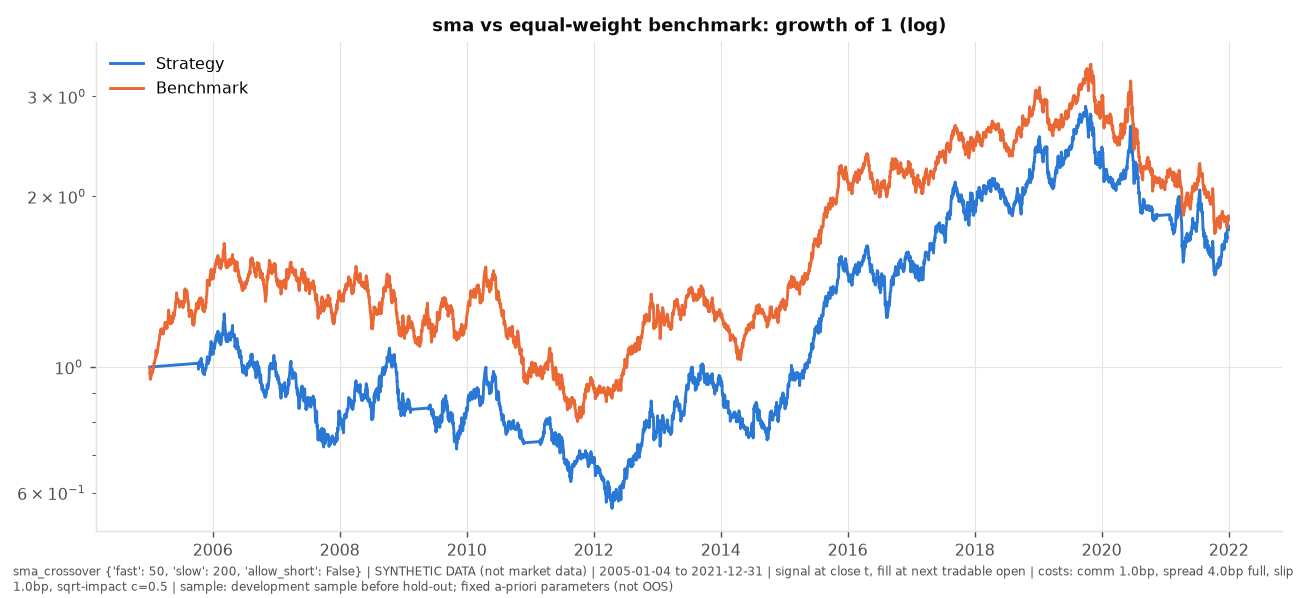 sma vs equal-weight benchmark: growth of 1 (log)
Strategy
Benchmark
3 × 10⁰
2 × 10⁰
10⁰
6 × 10⁻¹
2006 2008 2010 2012 2014 2016 2018 2020 2022
sma_crossover {'fast': 50, 'slow': 200, 'allow_short': False} | SYNTHETIC DATA (not market data) | 2005-01-04 to 2021-12-31 | signal at close t, fill at next tradable open | costs: comm 1.0bp, spread 4.0bp full, slip
1.0bp, sqrt-impact c=0.5 | sample: development sample before hold-out; fixed a-priori parameters (not OOS)